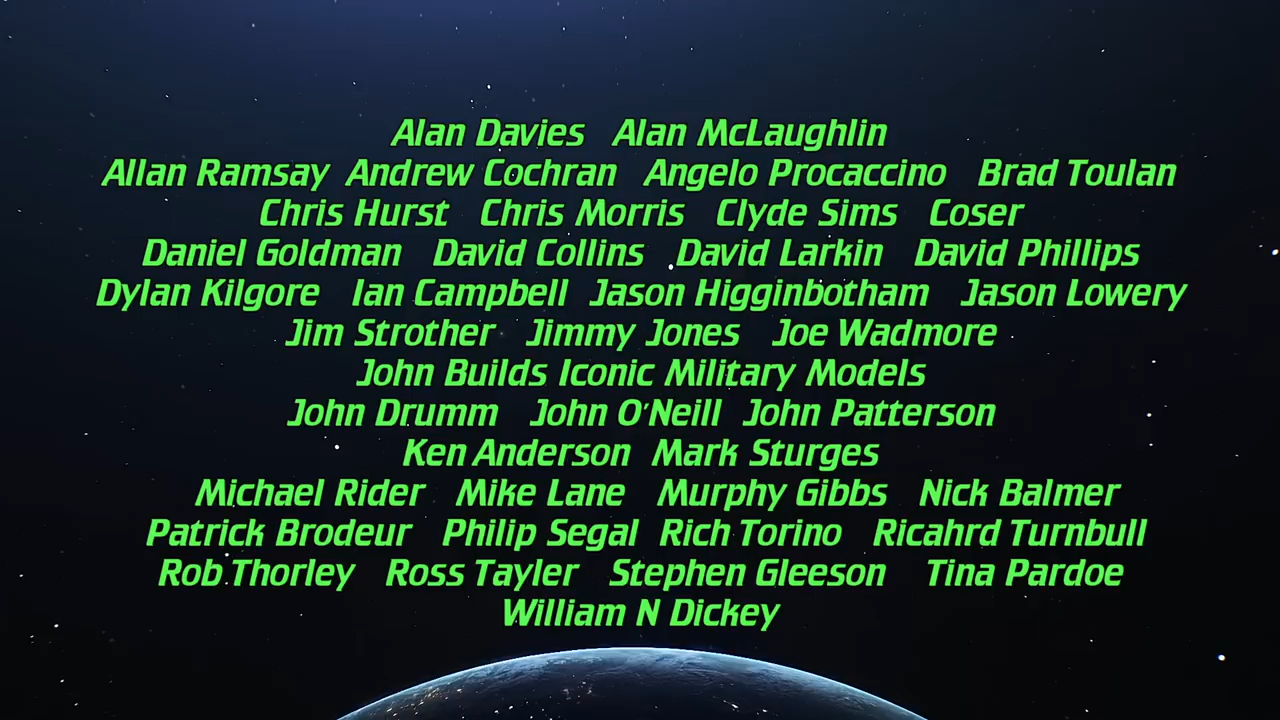 Alan Davies Alan McLaughlin
Allan Ramsay Andrew Cochran Angelo Procaccino Brad Toulan
Chris Hurst Chris Morris Clyde Sims Coser
Daniel Goldman David Collins David Larkin David Phillips
Dylan Kilgore Ian Campbell Jason Higginbotham Jason Lowery
Jim Strother Jimmy Jones Joe Wadmore
John Builds Iconic Military Models
John Drumm John O'Neill John Patterson
Ken Anderson Mark Sturges
Michael Rider Mike Lane Murphy Gibbs Nick Balmer
Patrick Brodeur Philip Segal Rich Torino Ricahrd Turnbull
Rob Thorley Ross Tayler Stephen Gleeson Tina Pardoe
William N Dickey